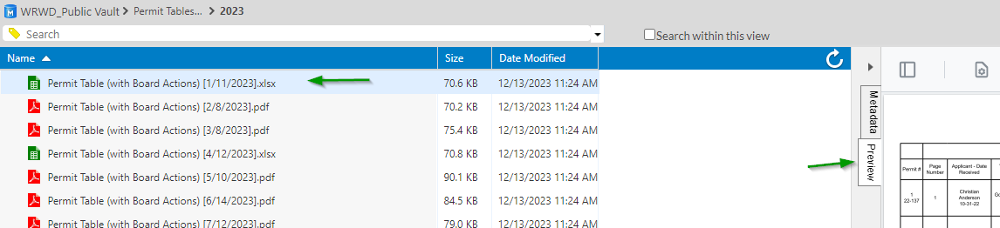 WRWD_Public Vault > Permit Tables... > 2023
Search
Search within this view
Name Size Date Modified
Permit Table (with Board Actions) [1/11/2023].xlsx 70.6 KB 12/13/2023 11:24 AM
Permit Table (with Board Actions) [2/8/2023].pdf 70.2 KB 12/13/2023 11:24 AM
Permit Table (with Board Actions) [3/8/2023].pdf 75.4 KB 12/13/2023 11:24 AM
Permit Table (with Board Actions) [4/12/2023].xlsx 70.8 KB 12/13/2023 11:24 AM
Permit Table (with Board Actions) [5/10/2023].pdf 90.1 KB 12/13/2023 11:24 AM
Permit Table (with Board Actions) [6/14/2023].pdf 84.5 KB 12/13/2023 11:24 AM
Permit Table (with Board Actions) [7/12/2023].pdf 79.0 KB 12/13/2023 11:24 AM
Metadata
Preview
Permit # Page Applicant - Date
Number Received
1 22-137 1 Christian
Anderson
10-31-22